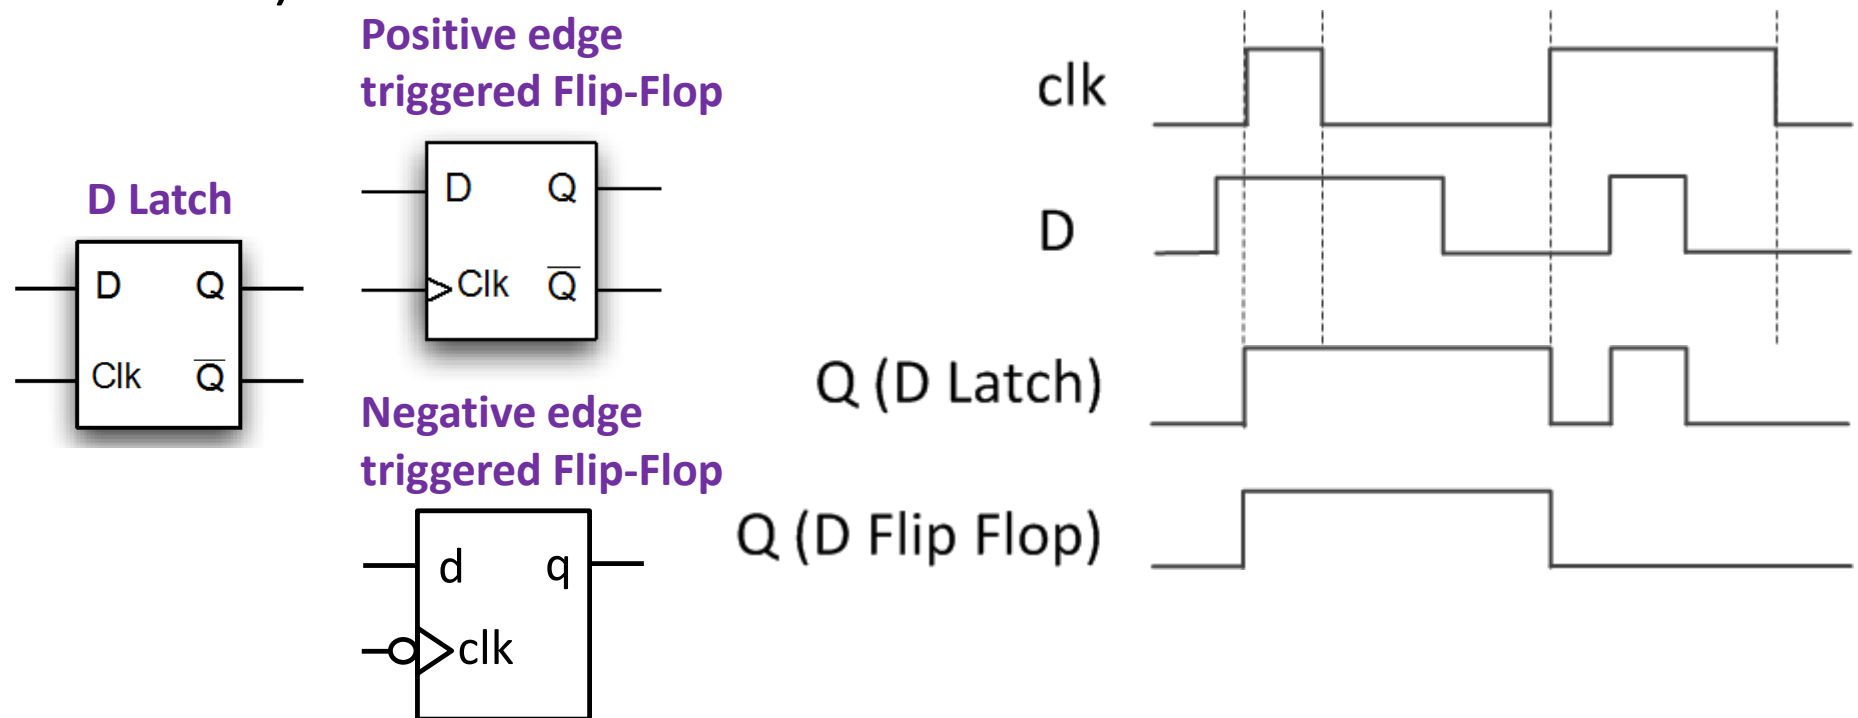 Positive edge
triggered Flip-Flop
D Latch
D Q
Clk Q̅
D Q
Clk Q̅
Negative edge
triggered Flip-Flop
d q
clk
clk
D
Q (D Latch)
Q (D Flip Flop)